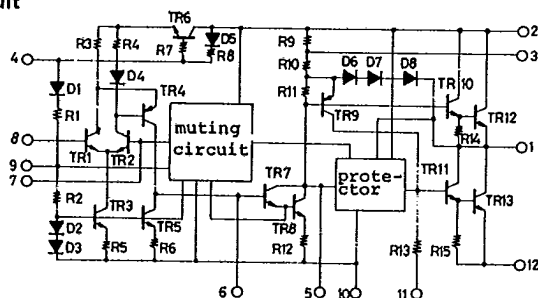 TR6
2
R3
R4
D5
R9
3
4
R7
R8
D6
D7
D8
R10
TR10
D4
TR4
D1
R11
TR9
TR12
R1
muting
circuit
R14
8
1
TR1
TR2
9
7
TR7
prote-
ctor
TR11
R2
TR3
TR5
TR8
TR13
D2
D3
R5
R6
R12
R13
R15
12
6
5
10
11